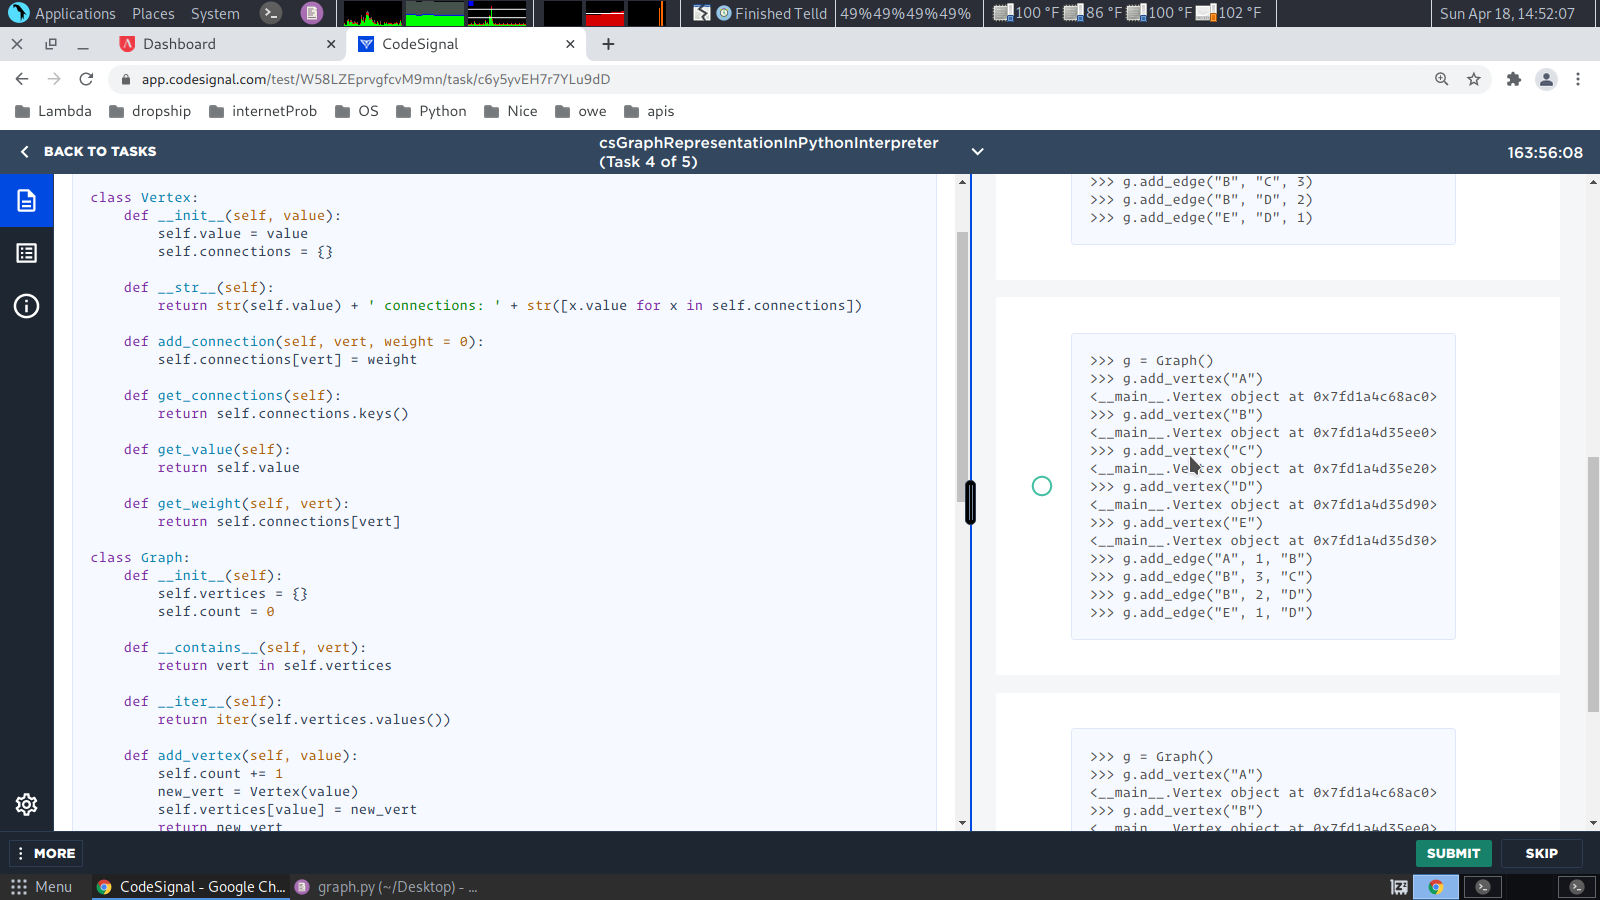 Applications Places System Finished Telld 49%49%49%49% 100 °F 86 °F 100 °F 102 °F Sun Apr 18, 14:52:07
Dashboard CodeSignal
app.codesignal.com/test/W58LZEprvgfcvM9mn/task/c6y5yvEH7r7YLu9dD
Lambda dropship internetProb OS Python Nice owe apis
BACK TO TASKS
csGraphRepresentationInPythonInterpreter
(Task 4 of 5)
163:56:08
class Vertex:
    def __init__(self, value):
        self.value = value
        self.connections = {}
    def __str__(self):
        return str(self.value) + ' connections: ' + str([x.value for x in self.connections])
    def add_connection(self, vert, weight = 0):
        self.connections[vert] = weight
    def get_connections(self):
        return self.connections.keys()
    def get_value(self):
        return self.value
    def get_weight(self, vert):
        return self.connections[vert]
class Graph:
    def __init__(self):
        self.vertices = {}
        self.count = 0
    def __contains__(self, vert):
        return vert in self.vertices
    def __iter__(self):
        return iter(self.vertices.values())
    def add_vertex(self, value):
        self.count += 1
        new_vert = Vertex(value)
        self.vertices[value] = new_vert
        return new_vert
>>> g.add_edge("B", "C", 3)
>>> g.add_edge("B", "D", 2)
>>> g.add_edge("E", "D", 1)
>>> g = Graph()
>>> g.add_vertex("A")
<__main__.Vertex object at 0x7fd1a4c68ac0>
>>> g.add_vertex("B")
<__main__.Vertex object at 0x7fd1a4d35ee0>
>>> g.add_vertex("C")
<__main__.Vertex object at 0x7fd1a4d35e20>
>>> g.add_vertex("D")
<__main__.Vertex object at 0x7fd1a4d35d90>
>>> g.add_vertex("E")
<__main__.Vertex object at 0x7fd1a4d35d30>
>>> g.add_edge("A", 1, "B")
>>> g.add_edge("B", 3, "C")
>>> g.add_edge("B", 2, "D")
>>> g.add_edge("E", 1, "D")
>>> g = Graph()
>>> g.add_vertex("A")
<__main__.Vertex object at 0x7fd1a4c68ac0>
>>> g.add_vertex("B")
<__main__.Vertex object at 0x7fd1a4d35ee0>
MORE SUBMIT SKIP
Menu CodeSignal - Google Ch... graph.py (~/Desktop) - ...